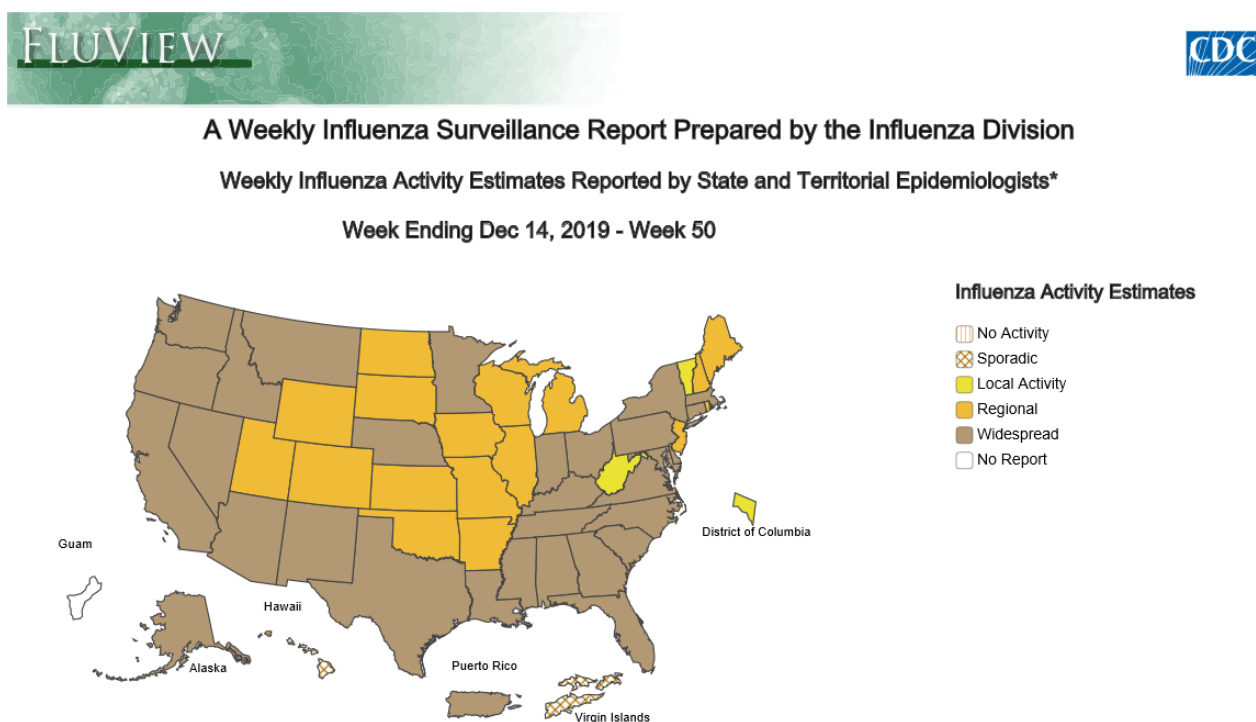 FLUVIEW
CDC
A Weekly Influenza Surveillance Report Prepared by the Influenza Division
Weekly Influenza Activity Estimates Reported by State and Territorial Epidemiologists*
Week Ending Dec 14, 2019 - Week 50
Influenza Activity Estimates
No Activity
Sporadic
Local Activity
Regional
Widespread
No Report
District of Columbia
Guam
Hawaii
Alaska
Puerto Rico
Virgin Islands